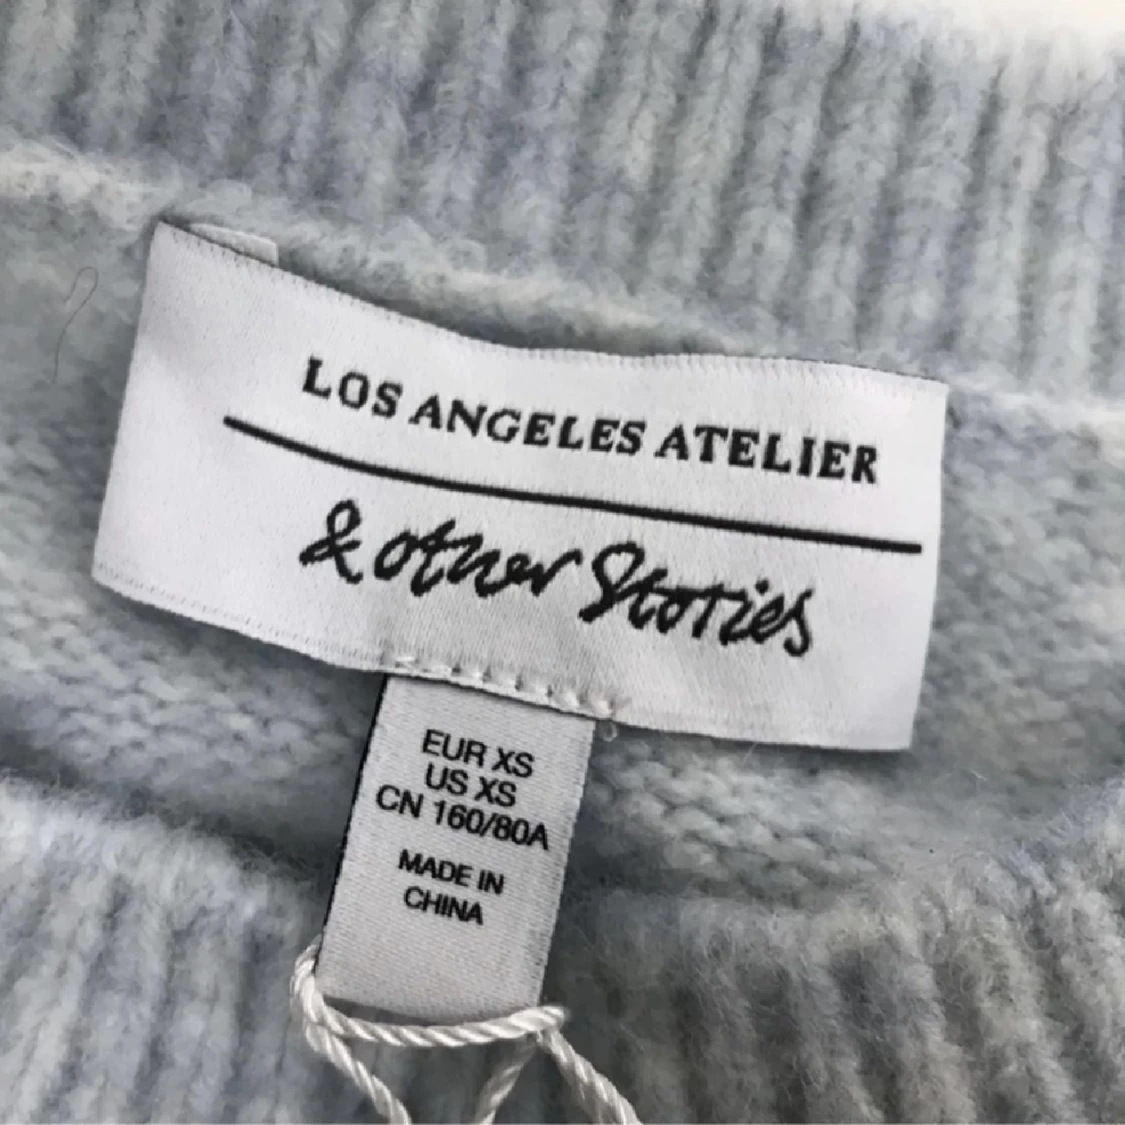 LOS ANGELES ATELIER
& other Stories
EUR XS
US XS
CN 160/80A
MADE IN
CHINA